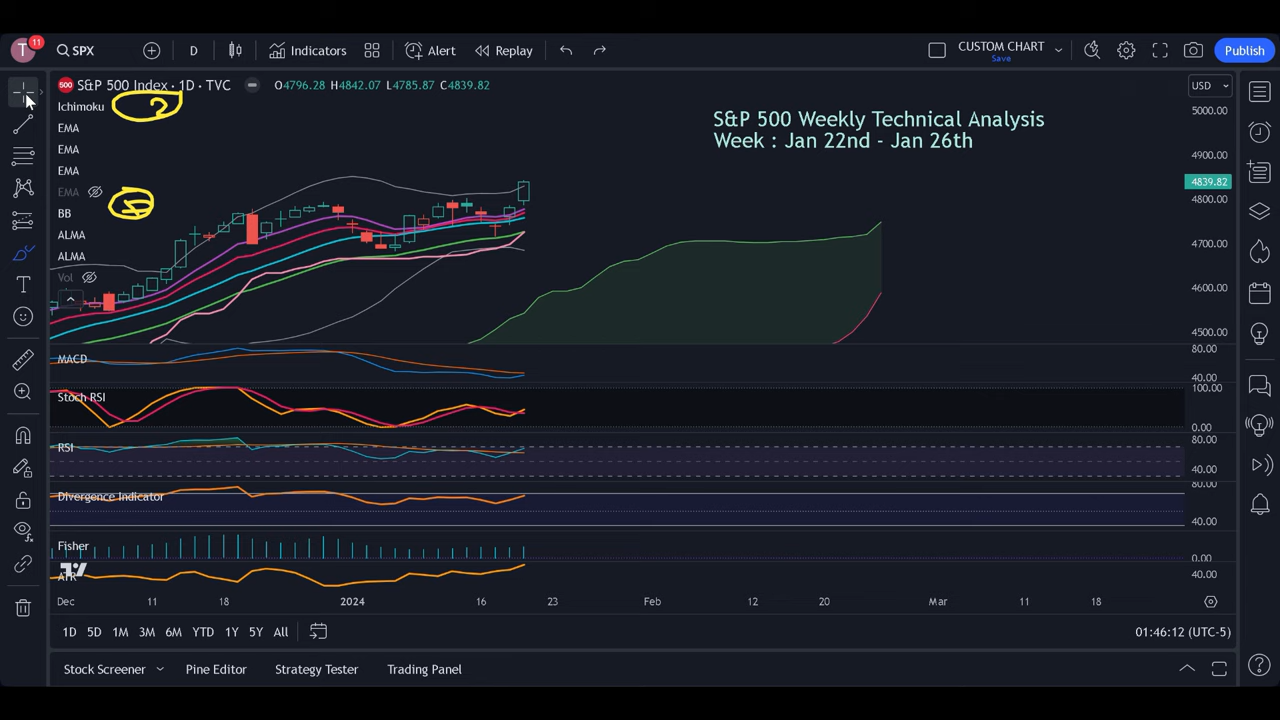 T 11 SPX D Indicators Alert Replay CUSTOM CHART Save Publish
500 S&P 500 Index · 1D · TVC O4796.28 H4842.07 L4785.87 C4839.82 USD
Ichimoku 2
EMA
EMA
EMA
EMA
BB
ALMA
ALMA
Vol
S&P 500 Weekly Technical Analysis
Week : Jan 22nd - Jan 26th
5000.00
4900.00
4839.82
4800.00
4700.00
4600.00
4500.00
MACD 80.00
40.00
Stoch RSI 100.00
0.00
RSI 80.00
40.00
Divergence Indicator 80.00
40.00
Fisher 0.00
ATR 40.00
Dec 11 18 2024 16 23 Feb 12 20 Mar 11 18
1D 5D 1M 3M 6M YTD 1Y 5Y All 01:46:12 (UTC-5)
Stock Screener Pine Editor Strategy Tester Trading Panel